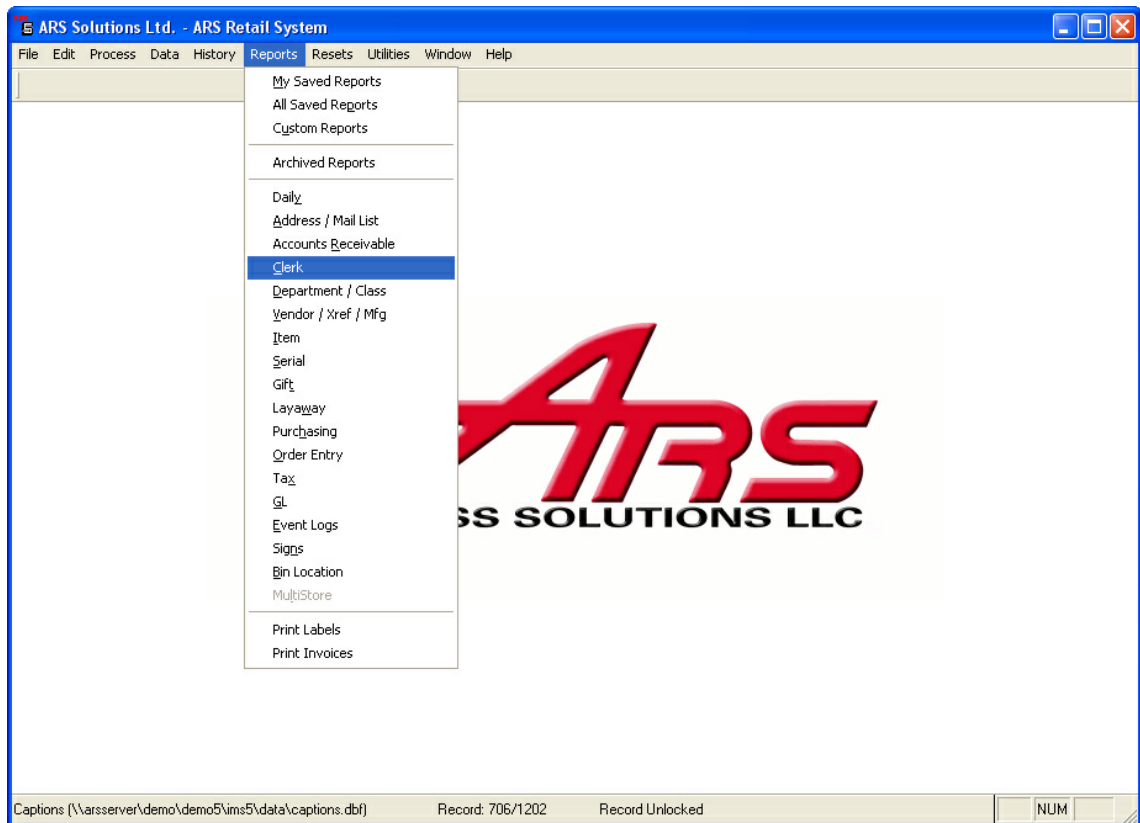 ARS Solutions Ltd. - ARS Retail System
File Edit Process Data History Reports Resets Utilities Window Help
My Saved Reports
All Saved Reports
Custom Reports
Archived Reports
Daily
Address / Mail List
Accounts Receivable
Clerk
Department / Class
Vendor / Xref / Mfg
Item
Serial
Gift
Layaway
Purchasing
Order Entry
Tax
GL
Event Logs
Signs
Bin Location
MultiStore
Print Labels
Print Invoices
ARS
SS SOLUTIONS LLC
Captions (\\arsserver\demo\demo5\ims5\data\captions.dbf) Record: 706/1202 Record Unlocked NUM